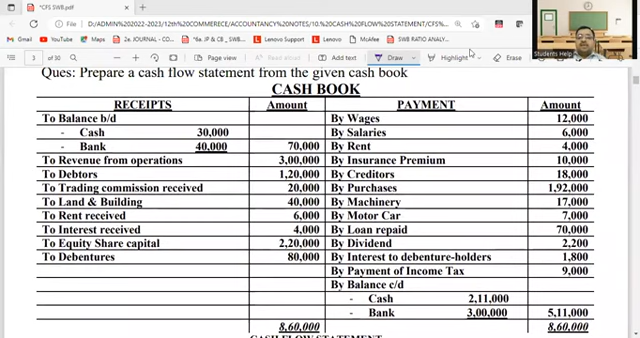 *CFS SWB.pdf
File
D:/ADMIN%202022-2023/12th%20COMMERECE/ACCOUNTANCY%20NOTES/10.%20CASH%20FLOW%20STATEMENT/CFS%...
Gmail YouTube Maps 2e. JOURNAL - CO... *6a. JP & CB _ SWB.... Lenovo Support Lenovo McAfee SWB RATIO ANALY...
3 of 30 Page view Read aloud Add text Draw Highlight Erase
Students Help
Ques: Prepare a cash flow statement from the given cash book
CASH BOOK
RECEIPTS Amount PAYMENT Amount
To Balance b/d By Wages 12,000
- Cash 30,000 By Salaries 6,000
- Bank 40,000 70,000 By Rent 4,000
To Revenue from operations 3,00,000 By Insurance Premium 10,000
To Debtors 1,20,000 By Creditors 18,000
To Trading commission received 20,000 By Purchases 1,92,000
To Land & Building 40,000 By Machinery 17,000
To Rent received 6,000 By Motor Car 7,000
To Interest received 4,000 By Loan repaid 70,000
To Equity Share capital 2,20,000 By Dividend 2,200
To Debentures 80,000 By Interest to debenture-holders 1,800
By Payment of Income Tax 9,000
By Balance c/d
- Cash 2,11,000
- Bank 3,00,000 5,11,000
8,60,000 8,60,000
CASH FLOW STATEMENT